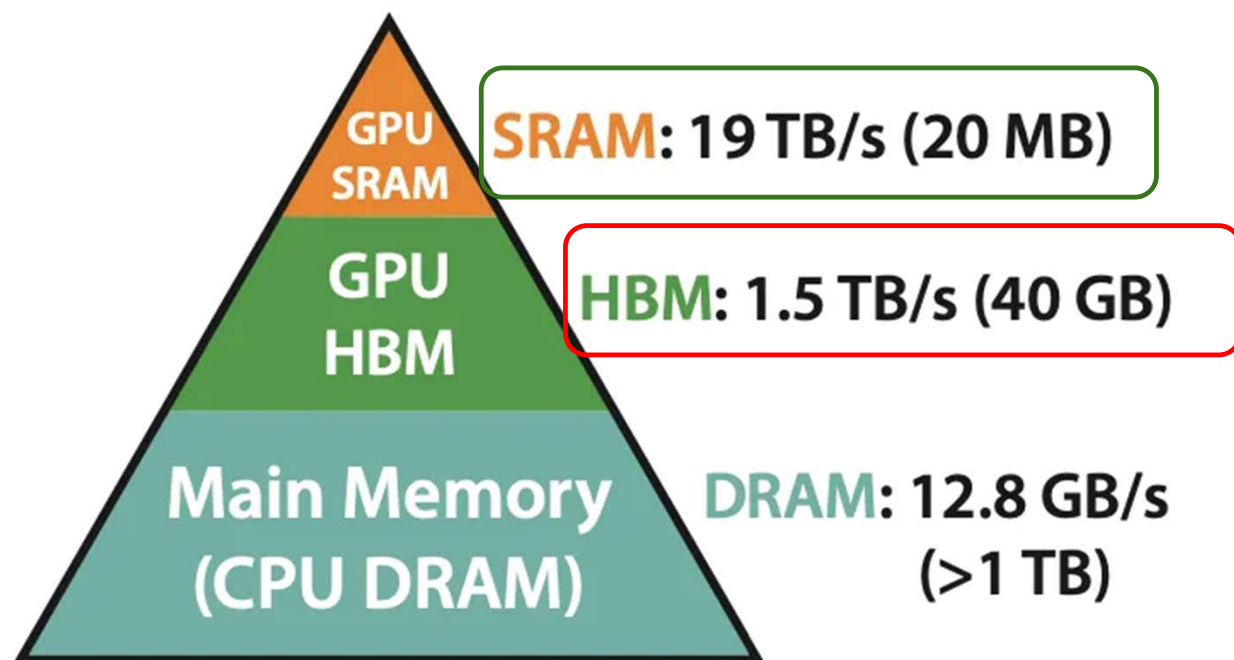 GPU
SRAM
SRAM: 19 TB/s (20 MB)
GPU
HBM
HBM: 1.5 TB/s (40 GB)
Main Memory
(CPU DRAM)
DRAM: 12.8 GB/s
(>1 TB)